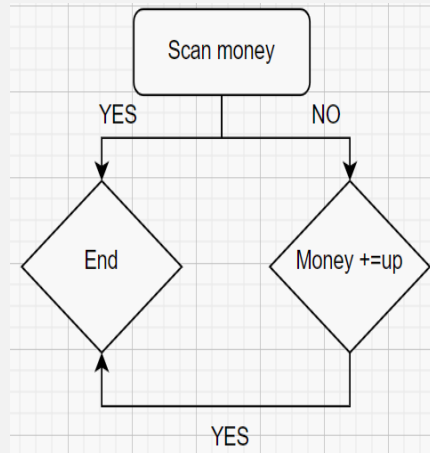 Scan money
YES
NO
End
Money +=up
YES